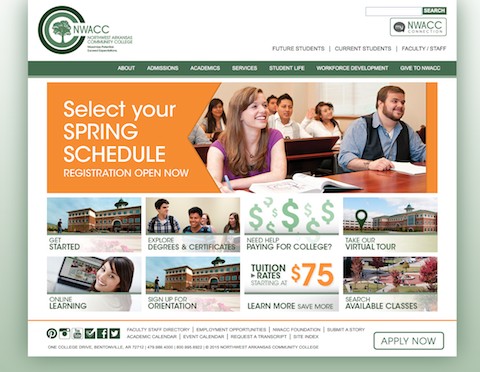 SEARCH
NWACC
NORTHWEST ARKANSAS
COMMUNITY COLLEGE
my NWACC
CONNECTION
FUTURE STUDENTS | CURRENT STUDENTS | FACULTY / STAFF
ABOUT ADMISSIONS ACADEMICS SERVICES STUDENT LIFE WORKFORCE DEVELOPMENT GIVE TO NWACC
Select your
SPRING
SCHEDULE
REGISTRATION OPEN NOW
GET
STARTED
EXPLORE
DEGREES & CERTIFICATES
NEED HELP
PAYING FOR COLLEGE?
TAKE OUR
VIRTUAL TOUR
ONLINE
LEARNING
SIGN UP FOR
ORIENTATION
TUITION
RATES
STARTING AT
$75
LEARN MORE SAVE MORE
SEARCH
AVAILABLE CLASSES
FACULTY STAFF DIRECTORY | EMPLOYMENT OPPORTUNITIES | NWACC FOUNDATION | SUBMIT A STORY
ACADEMIC CALENDAR | EVENT CALENDAR | REQUEST A TRANSCRIPT | SITE INDEX
APPLY NOW
ONE COLLEGE DRIVE, BENTONVILLE, AR 72712 | 479.986.4000 | 800.995.6922 | © 2015 NORTHWEST ARKANSAS COMMUNITY COLLEGE